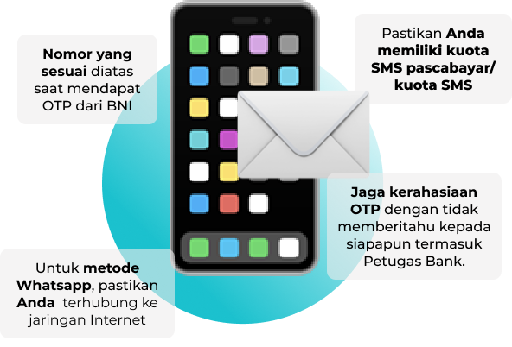 Nomor yang
sesuai diatas
saat mendapat
OTP dari BNI
Pastikan Anda
memiliki kuota
SMS pascabayar/
kuota SMS
Jaga kerahasiaan
OTP dengan tidak
memberitahu kepada
siapapun termasuk
Petugas Bank.
Untuk metode
Whatsapp, pastikan
Anda terhubung ke
jaringan Internet